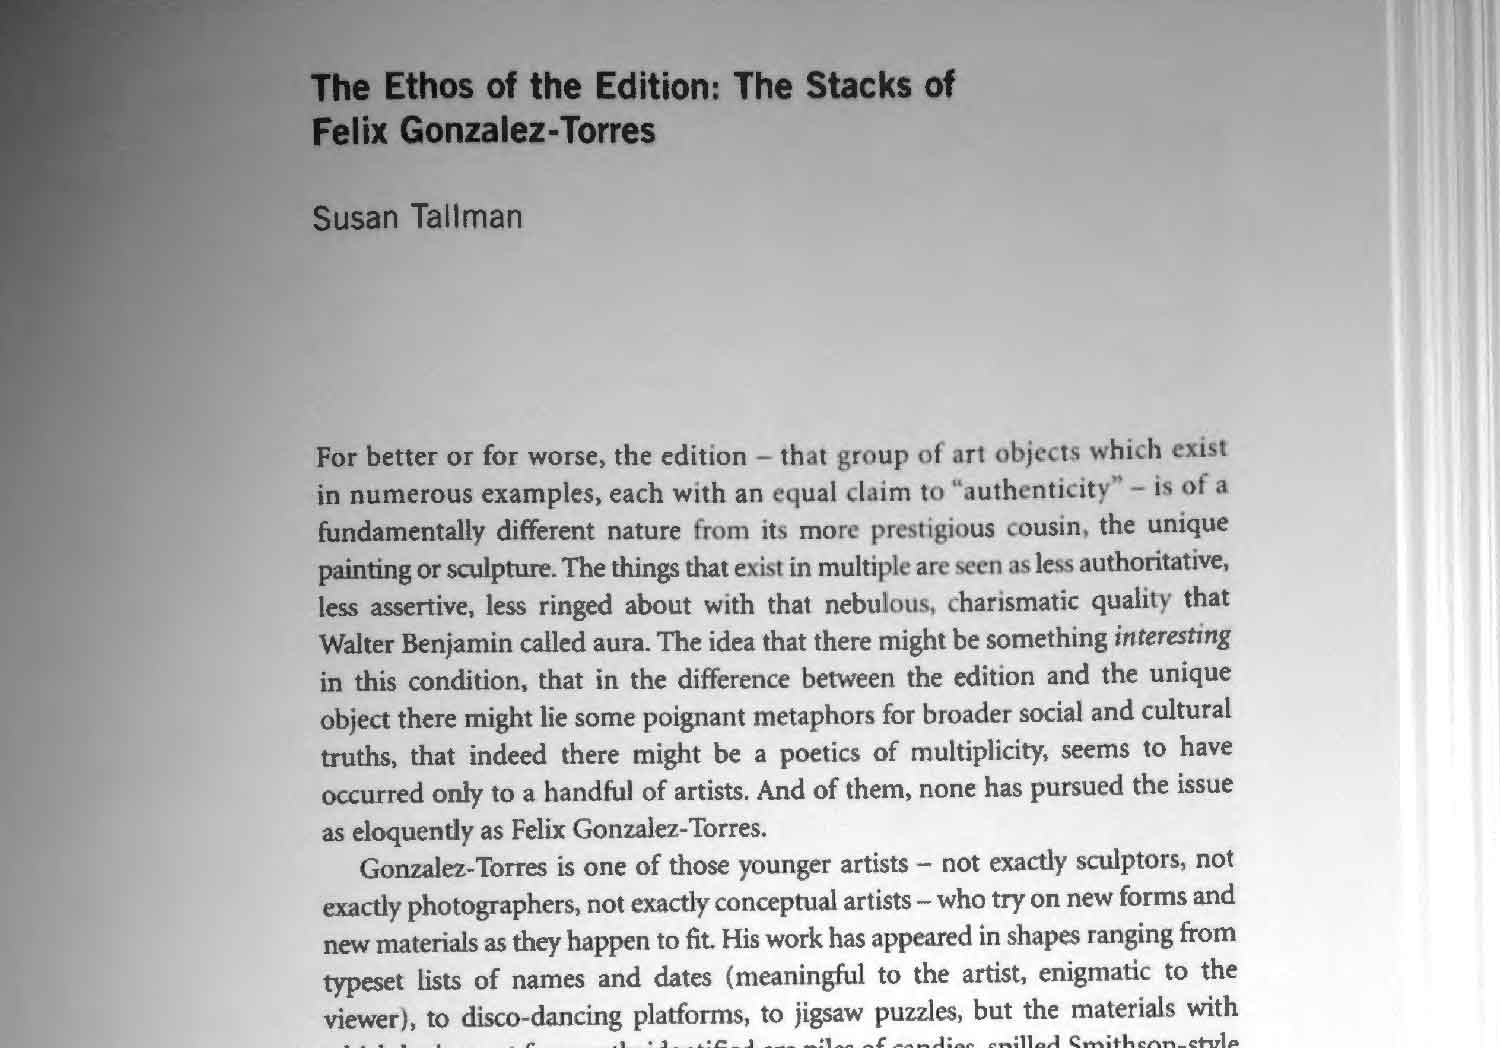 The Ethos of the Edition: The Stacks of
Felix Gonzalez-Torres
Susan Tallman
For better or for worse, the edition – that group of art objects which exist
in numerous examples, each with an equal claim to “authenticity” – is of a
fundamentally different nature from its more prestigious cousin, the unique
painting or sculpture. The things that exist in multiple are seen as less authoritative,
less assertive, less ringed about with that nebulous, charismatic quality that
Walter Benjamin called aura. The idea that there might be something interesting
in this condition, that in the difference between the edition and the unique
object there might lie some poignant metaphors for broader social and cultural
truths, that indeed there might be a poetics of multiplicity, seems to have
occurred only to a handful of artists. And of them, none has pursued the issue
as eloquently as Felix Gonzalez-Torres.
Gonzalez-Torres is one of those younger artists – not exactly sculptors, not
exactly photographers, not exactly conceptual artists – who try on new forms and
new materials as they happen to fit. His work has appeared in shapes ranging from
typeset lists of names and dates (meaningful to the artist, enigmatic to the
viewer), to disco-dancing platforms, to jigsaw puzzles, but the materials with
piles of candies, spilled Smithson-style